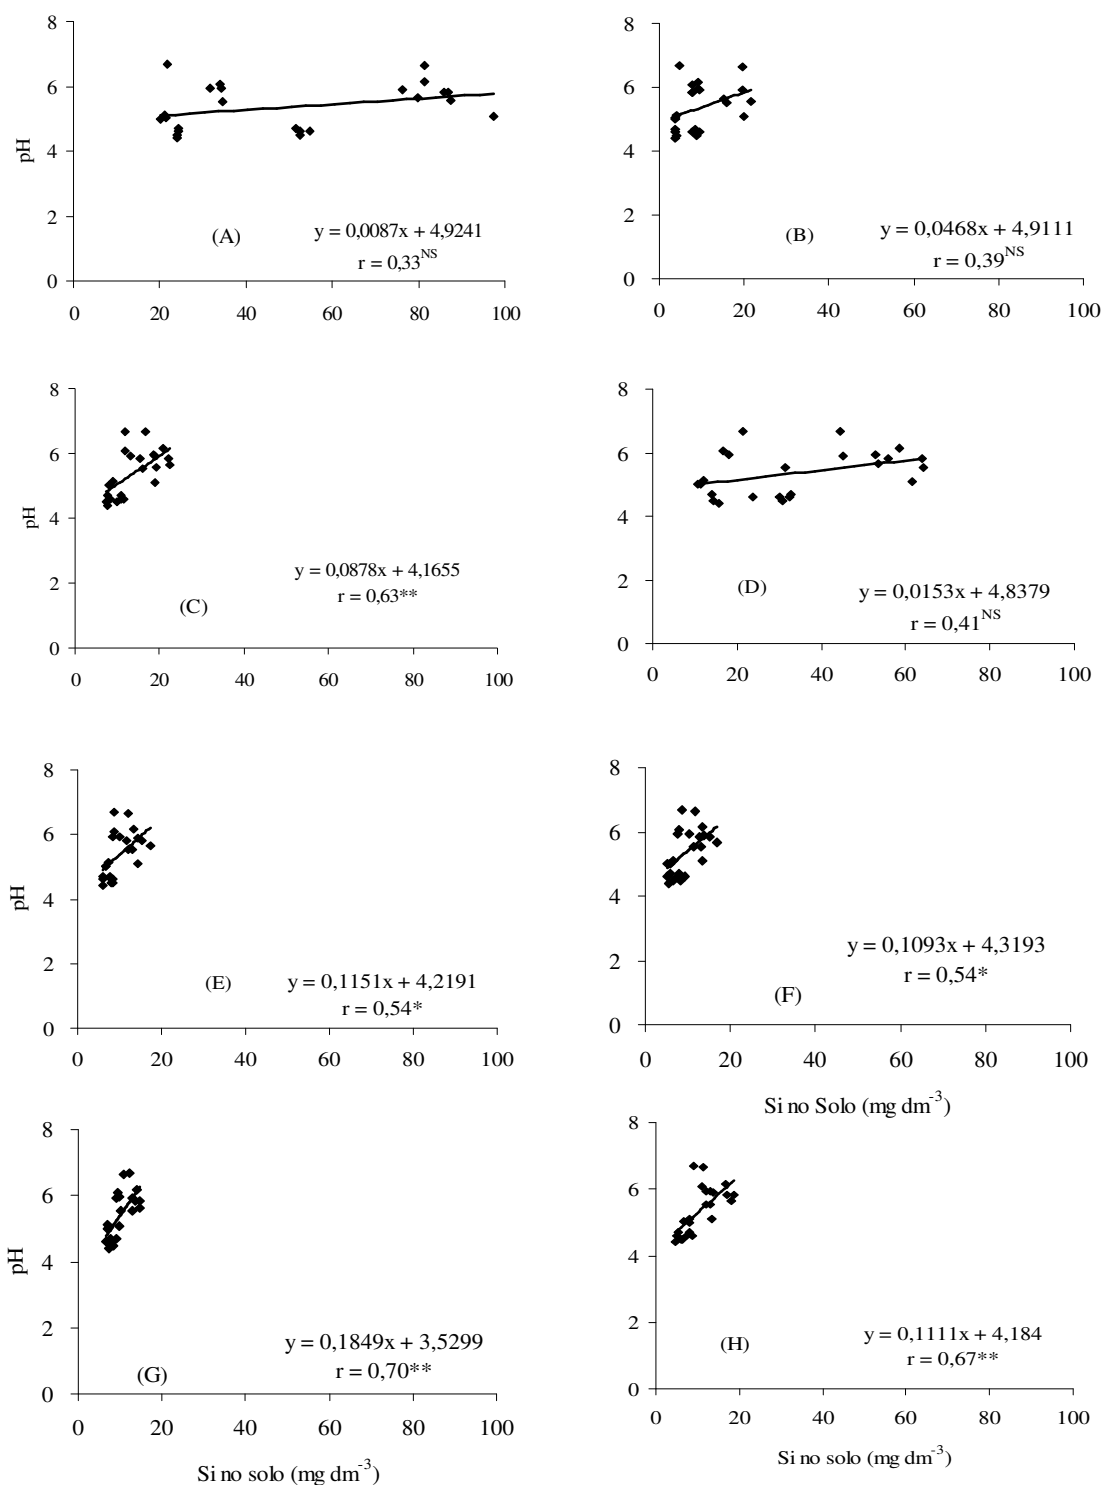 8
6
4
2
0
pH
0 20 40 60 80 100
(A)
y = 0,0087x + 4,9241
r = 0,33^NS
8
6
4
2
0
0 20 40 60 80 100
(B)
y = 0,0468x + 4,9111
r = 0,39^NS
8
6
4
2
0
pH
0 20 40 60 80 100
(C)
y = 0,0878x + 4,1655
r = 0,63**
8
6
4
2
0
0 20 40 60 80 100
(D)
y = 0,0153x + 4,8379
r = 0,41^NS
8
6
4
2
0
pH
0 20 40 60 80 100
(E)
y = 0,1151x + 4,2191
r = 0,54*
8
6
4
2
0
0 20 40 60 80 100
(F)
y = 0,1093x + 4,3193
r = 0,54*
Si no Solo (mg dm^-3)
8
6
4
2
0
pH
0 20 40 60 80 100
(G)
y = 0,1849x + 3,5299
r = 0,70**
Si no solo (mg dm^-3)
8
6
4
2
0
0 20 40 60 80 100
(H)
y = 0,1111x + 4,184
r = 0,67**
Si no solo (mg dm^-3)